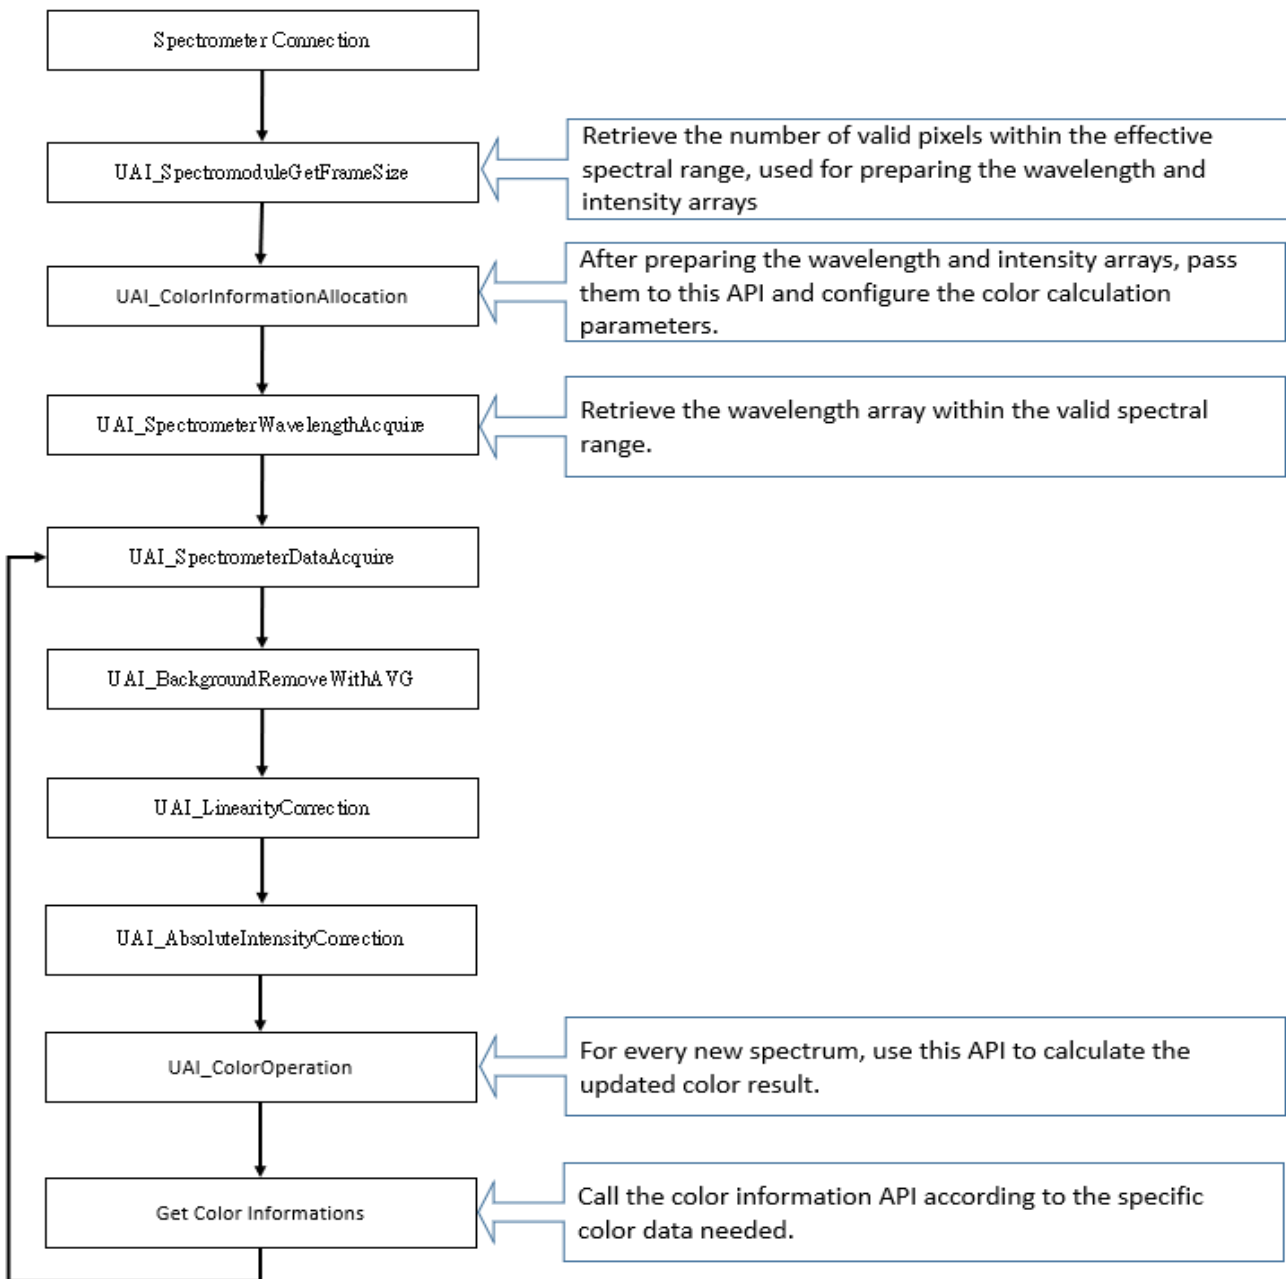 Spectrometer Connection
UAI_SpectromoduleGetFrameSize
Retrieve the number of valid pixels within the effective
spectral range, used for preparing the wavelength and
intensity arrays
UAI_ColorInformationAllocation
After preparing the wavelength and intensity arrays, pass
them to this API and configure the color calculation
parameters.
UAI_SpectrometerWavelengthAcquire
Retrieve the wavelength array within the valid spectral
range.
UAI_SpectrometerDataAcquire
UAI_BackgroundRemoveWithAVG
UAI_LinearityCorrection
UAI_AbsoluteIntensityCorrection
UAI_ColorOperation
For every new spectrum, use this API to calculate the
updated color result.
Get Color Informations
Call the color information API according to the specific
color data needed.